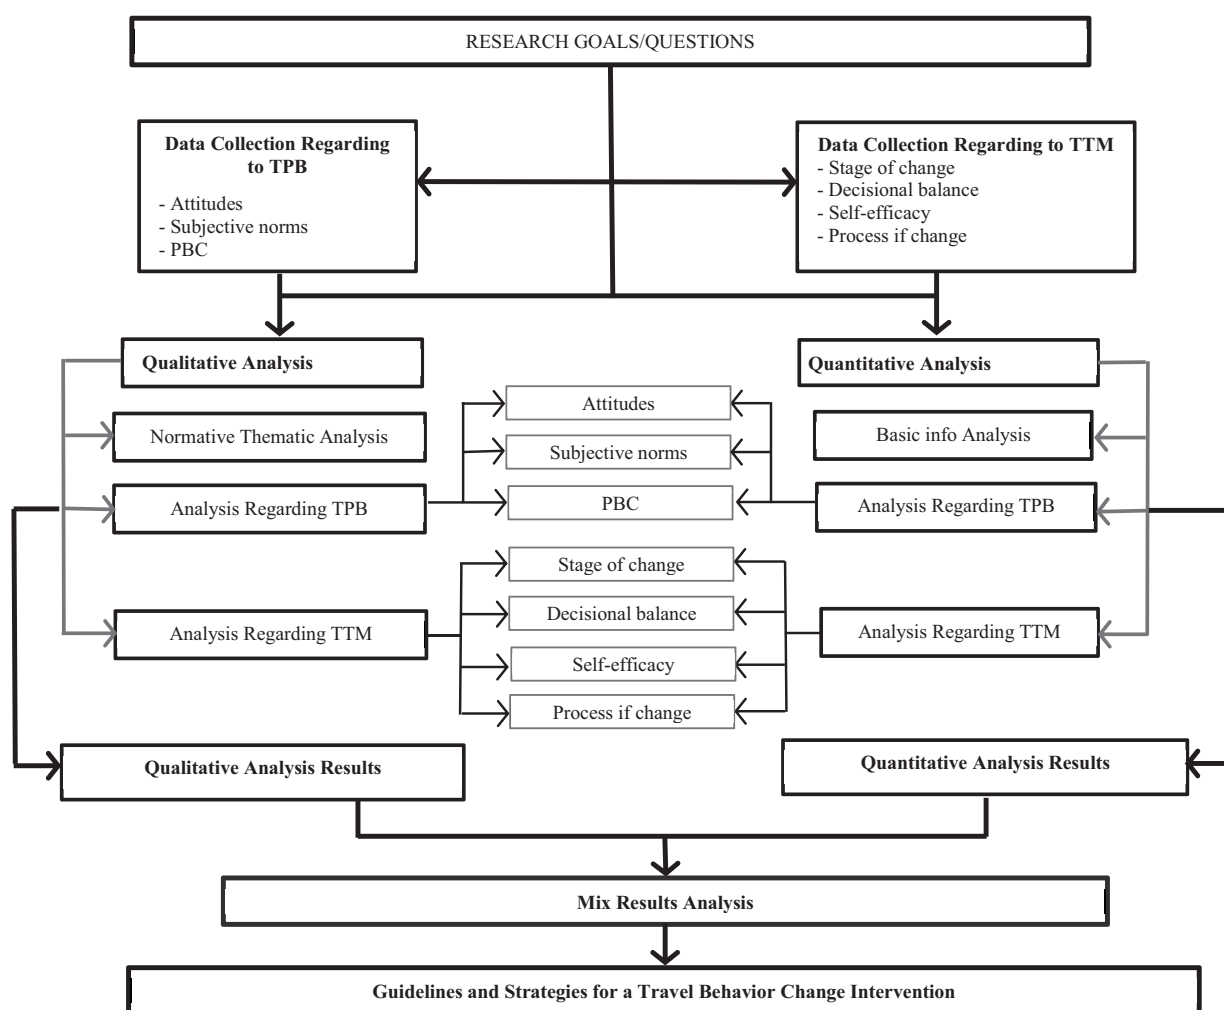 RESEARCH GOALS/QUESTIONS
Data Collection Regarding
to TPB
- Attitudes
- Subjective norms
- PBC
Data Collection Regarding to TTM
- Stage of change
- Decisional balance
- Self-efficacy
- Process if change
Qualitative Analysis
Quantitative Analysis
Attitudes
Normative Thematic Analysis
Basic info Analysis
Subjective norms
Analysis Regarding TPB
PBC
Analysis Regarding TPB
Stage of change
Decisional balance
Analysis Regarding TTM
Analysis Regarding TTM
Self-efficacy
Process if change
Qualitative Analysis Results
Quantitative Analysis Results
Mix Results Analysis
Guidelines and Strategies for a Travel Behavior Change Intervention